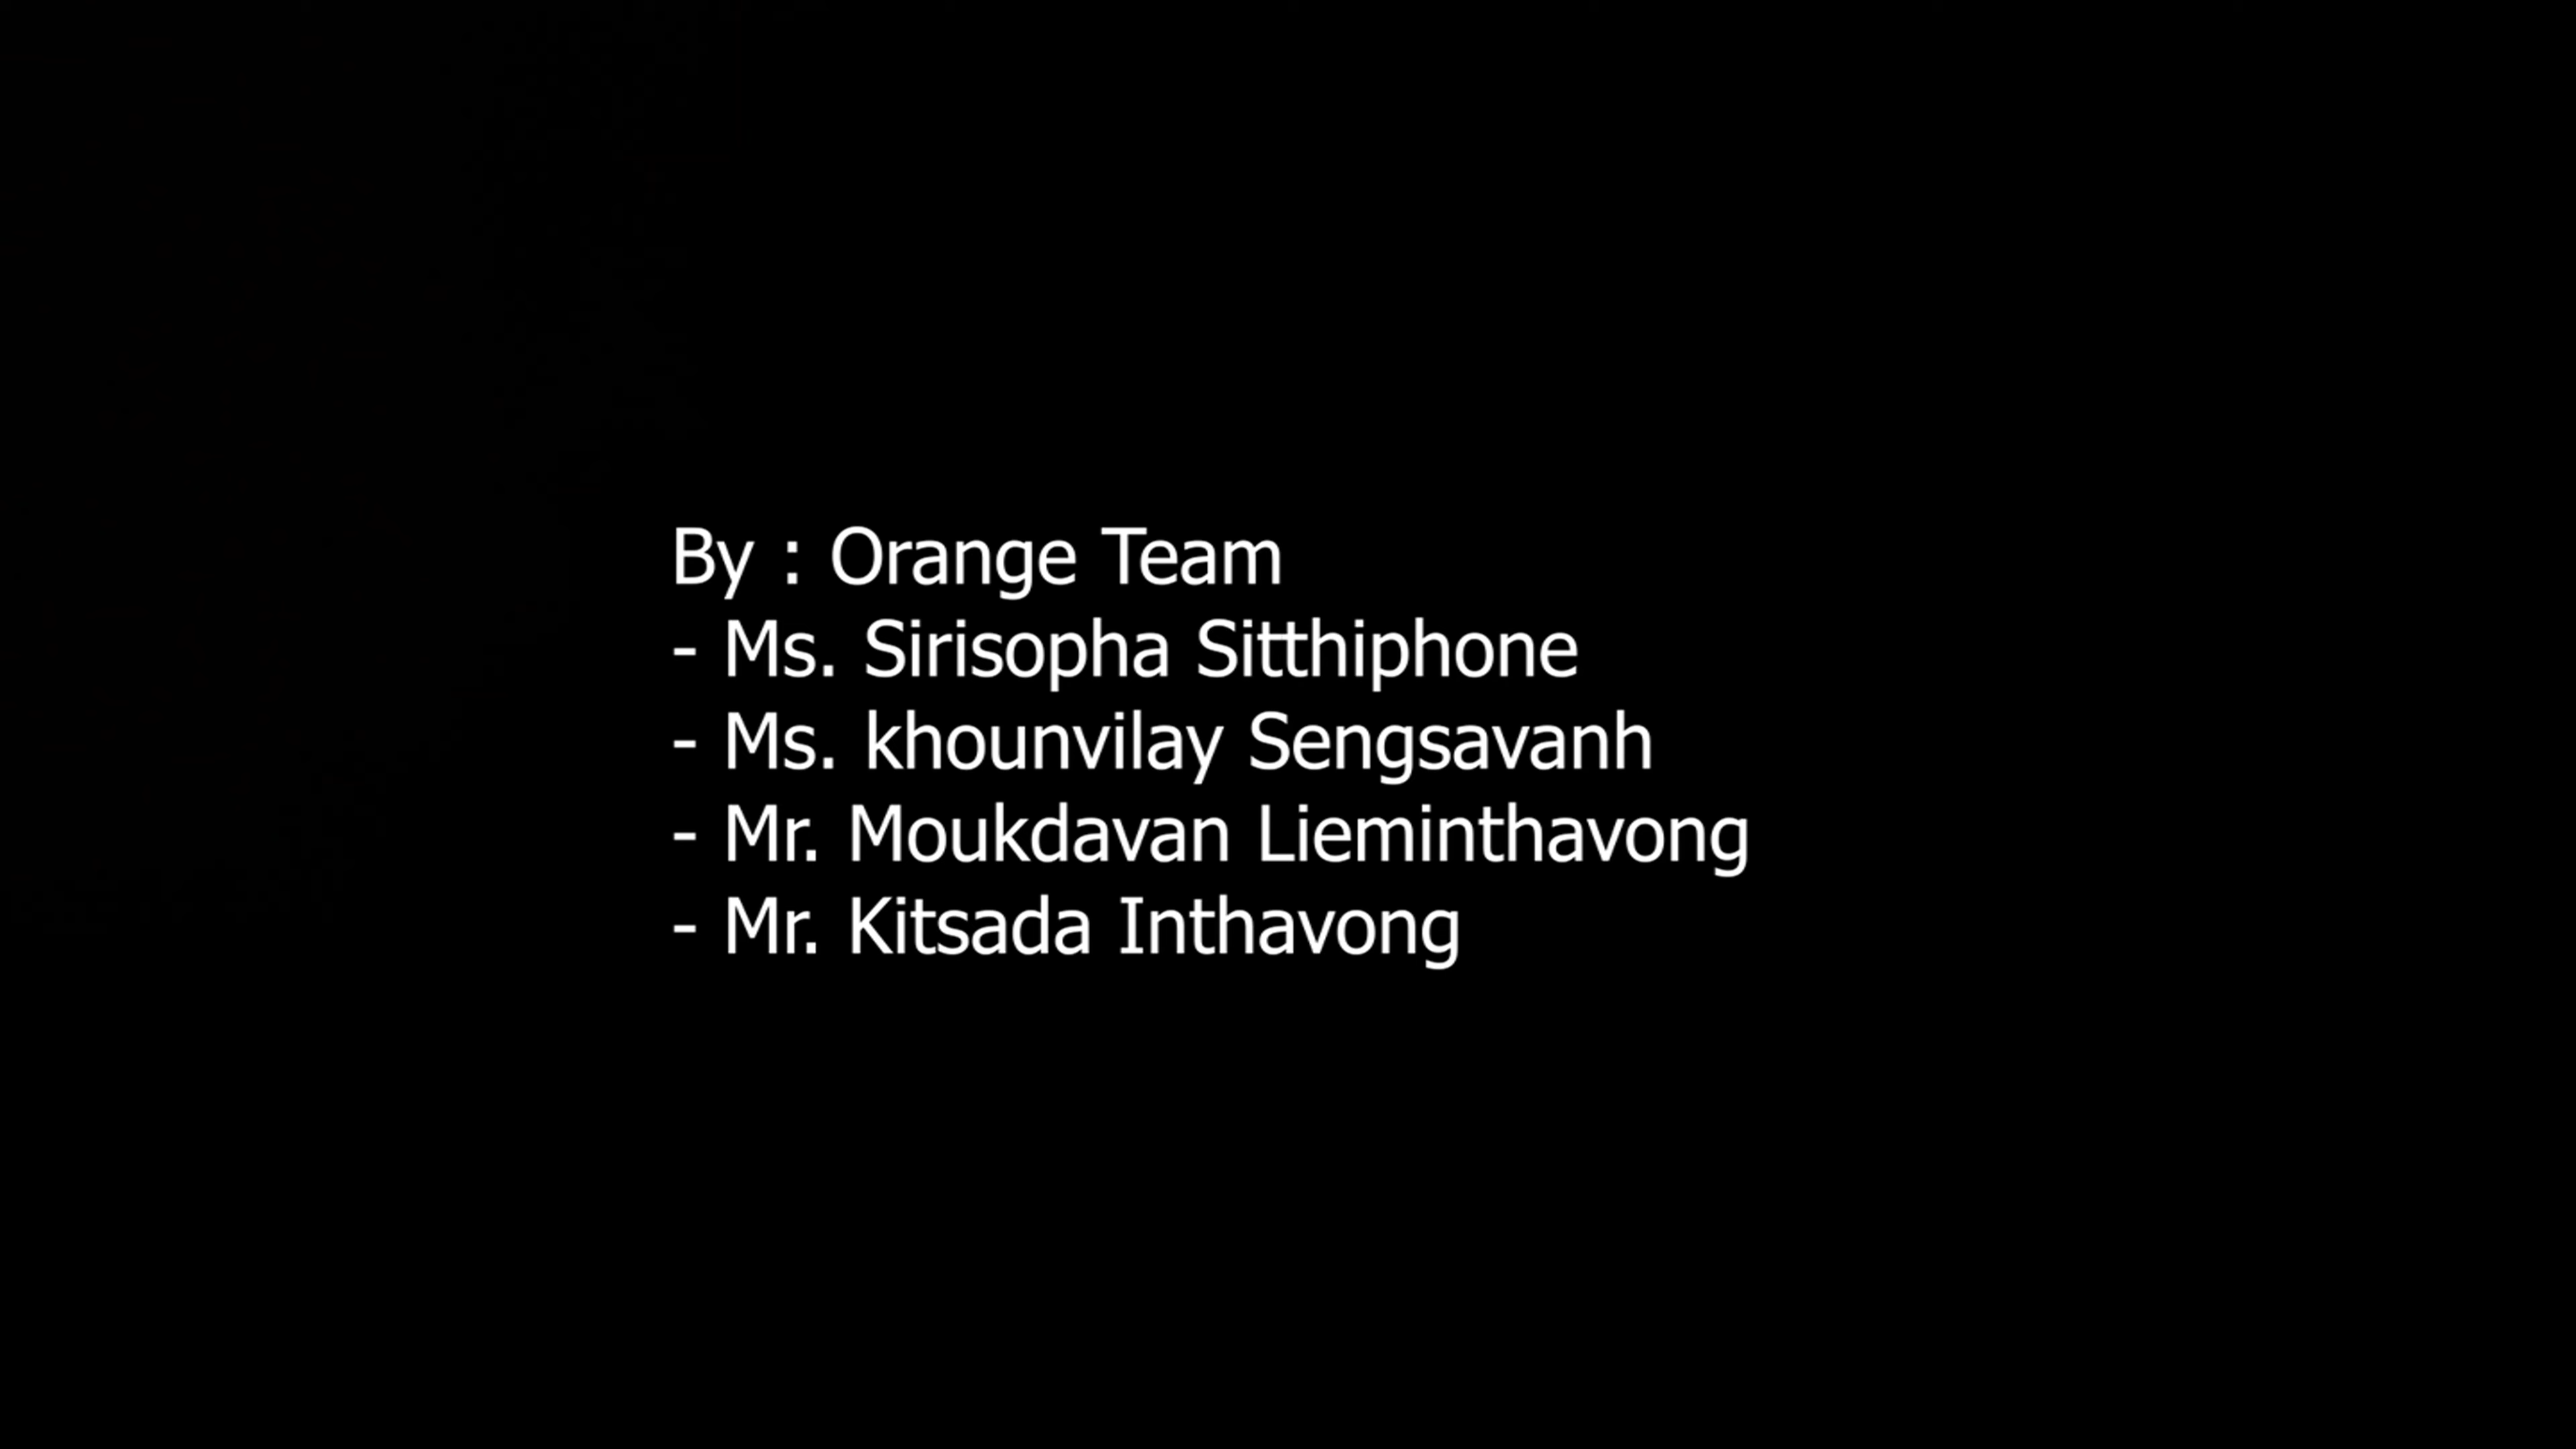 By : Orange Team
- Ms. Sirisopha Sitthiphone
- Ms. khounvilay Sengsavanh
- Mr. Moukdavan Lieminthavong
- Mr. Kitsada Inthavong